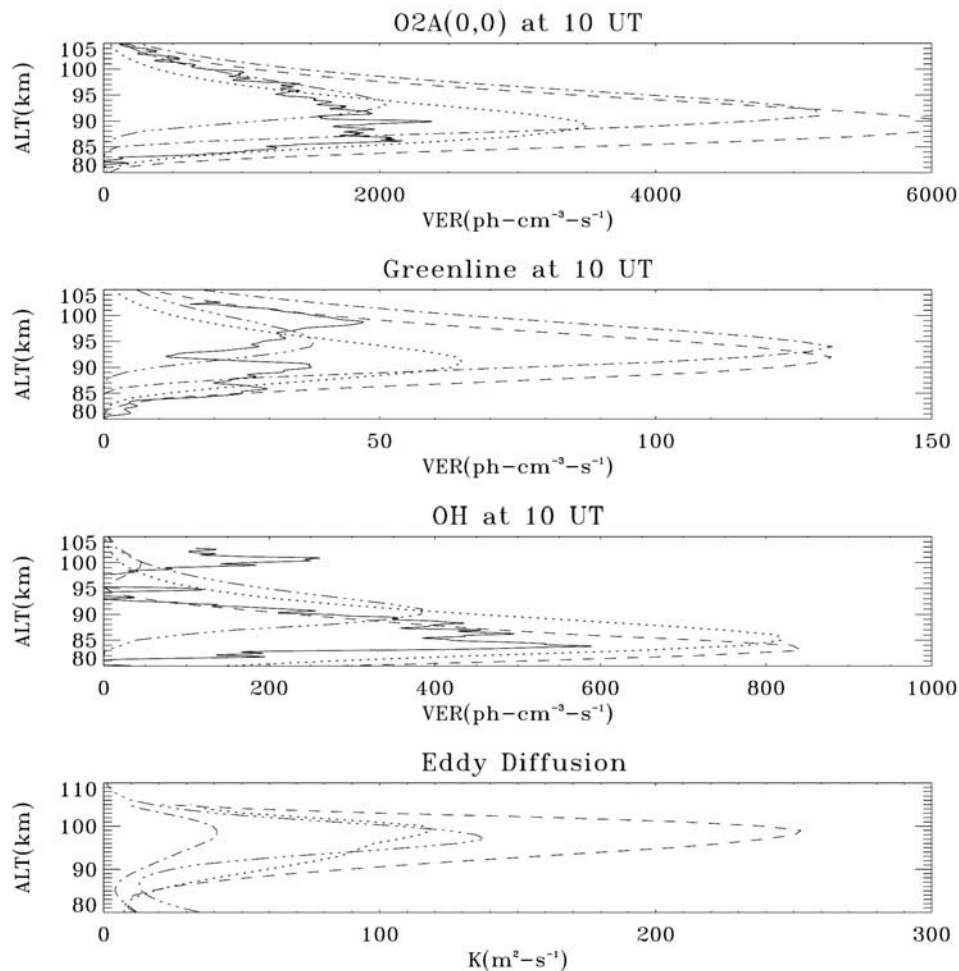 O2A(0,0) at 10 UT
105
100
95
90
85
80
ALT(km)
0 2000 4000 6000
VER(ph−cm⁻³−s⁻¹)
Greenline at 10 UT
105
100
95
90
85
80
ALT(km)
0 50 100 150
VER(ph−cm⁻³−s⁻¹)
OH at 10 UT
105
100
95
90
85
80
ALT(km)
0 200 400 600 800 1000
VER(ph−cm⁻³−s⁻¹)
Eddy Diffusion
110
100
90
80
ALT(km)
0 100 200 300
K(m²−s⁻¹)